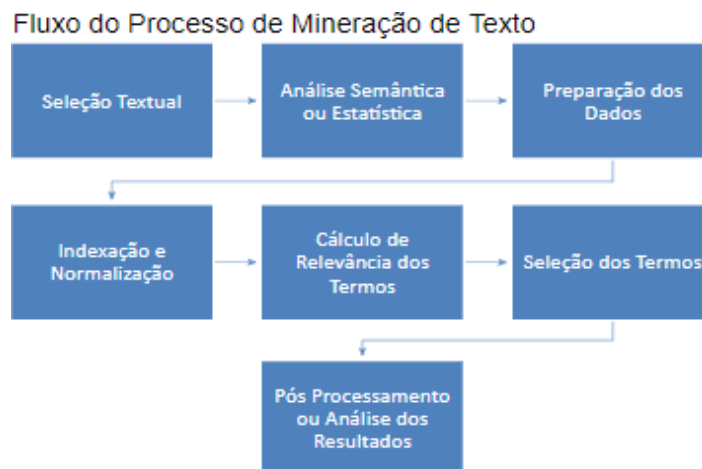 Fluxo do Processo de Mineração de Texto
Seleção Textual
Análise Semântica
ou Estatística
Preparação dos
Dados
Indexação e
Normalização
Cálculo de
Relevância dos
Termos
Seleção dos Termos
Pós Processamento
ou Análise dos
Resultados